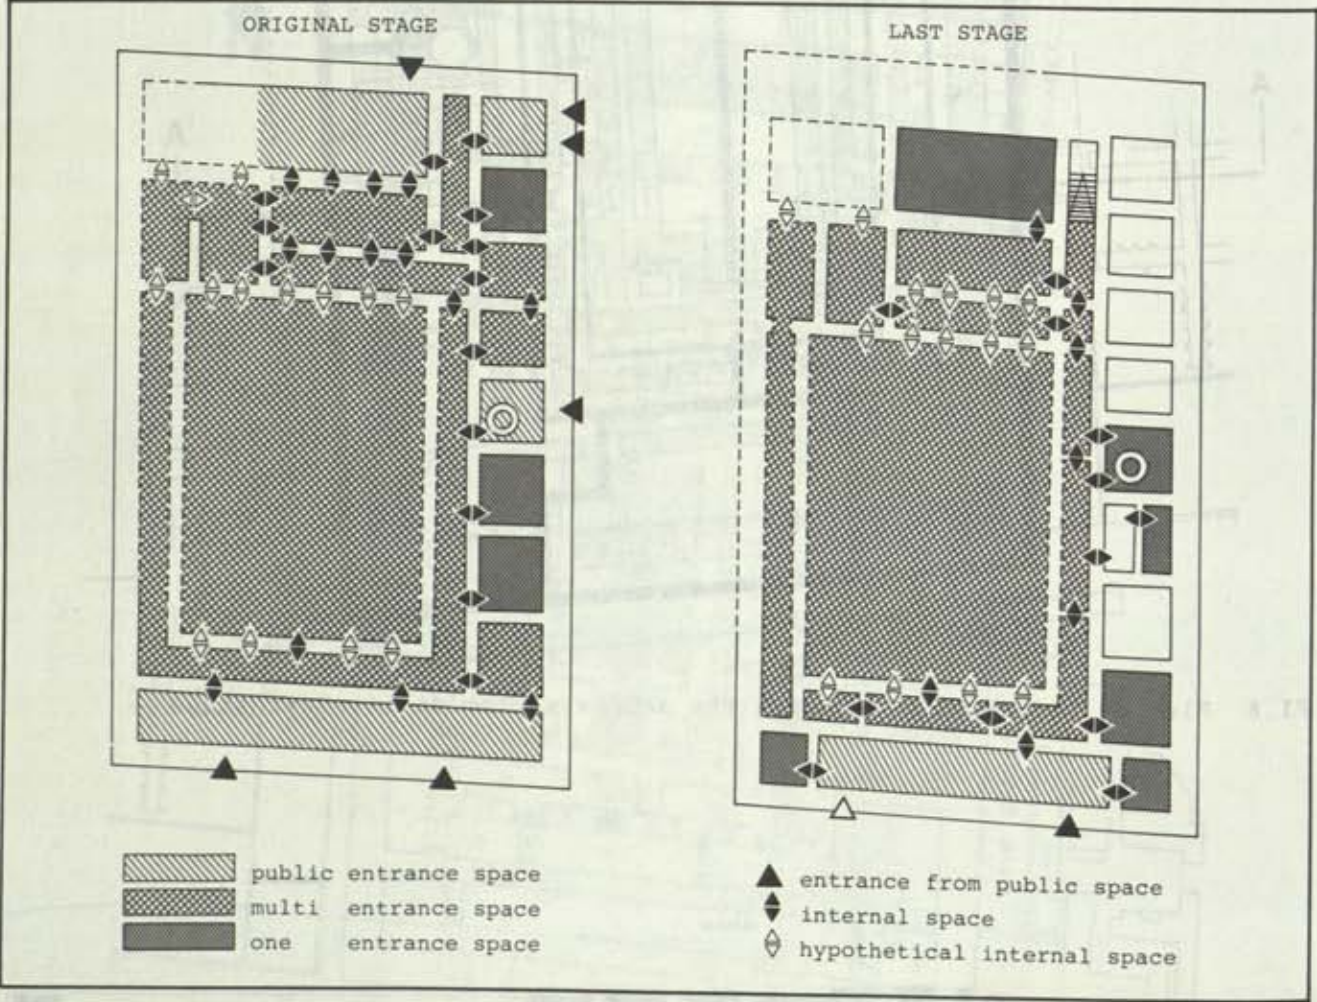 ORIGINAL STAGE
LAST STAGE
public entrance space
multi entrance space
one entrance space
entrance from public space
internal space
hypothetical internal space